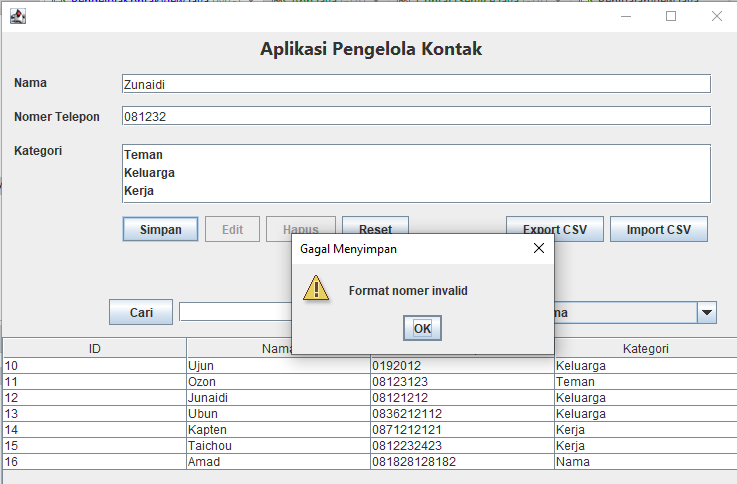 Aplikasi Pengelola Kontak
Nama
Zunaidi
Nomer Telepon
081232
Kategori
Teman
Keluarga
Kerja
Simpan
Edit
Hapus
Reset
Export CSV
Import CSV
Gagal Menyimpan
Format nomer invalid
OK
Cari
ID Nama Kategori
10 Ujun 0192012 Keluarga
11 Ozon 08123123 Teman
12 Junaidi 08121212 Keluarga
13 Ubun 0836212112 Keluarga
14 Kapten 0871212121 Kerja
15 Taichou 0812232423 Kerja
16 Amad 081828128182 Nama